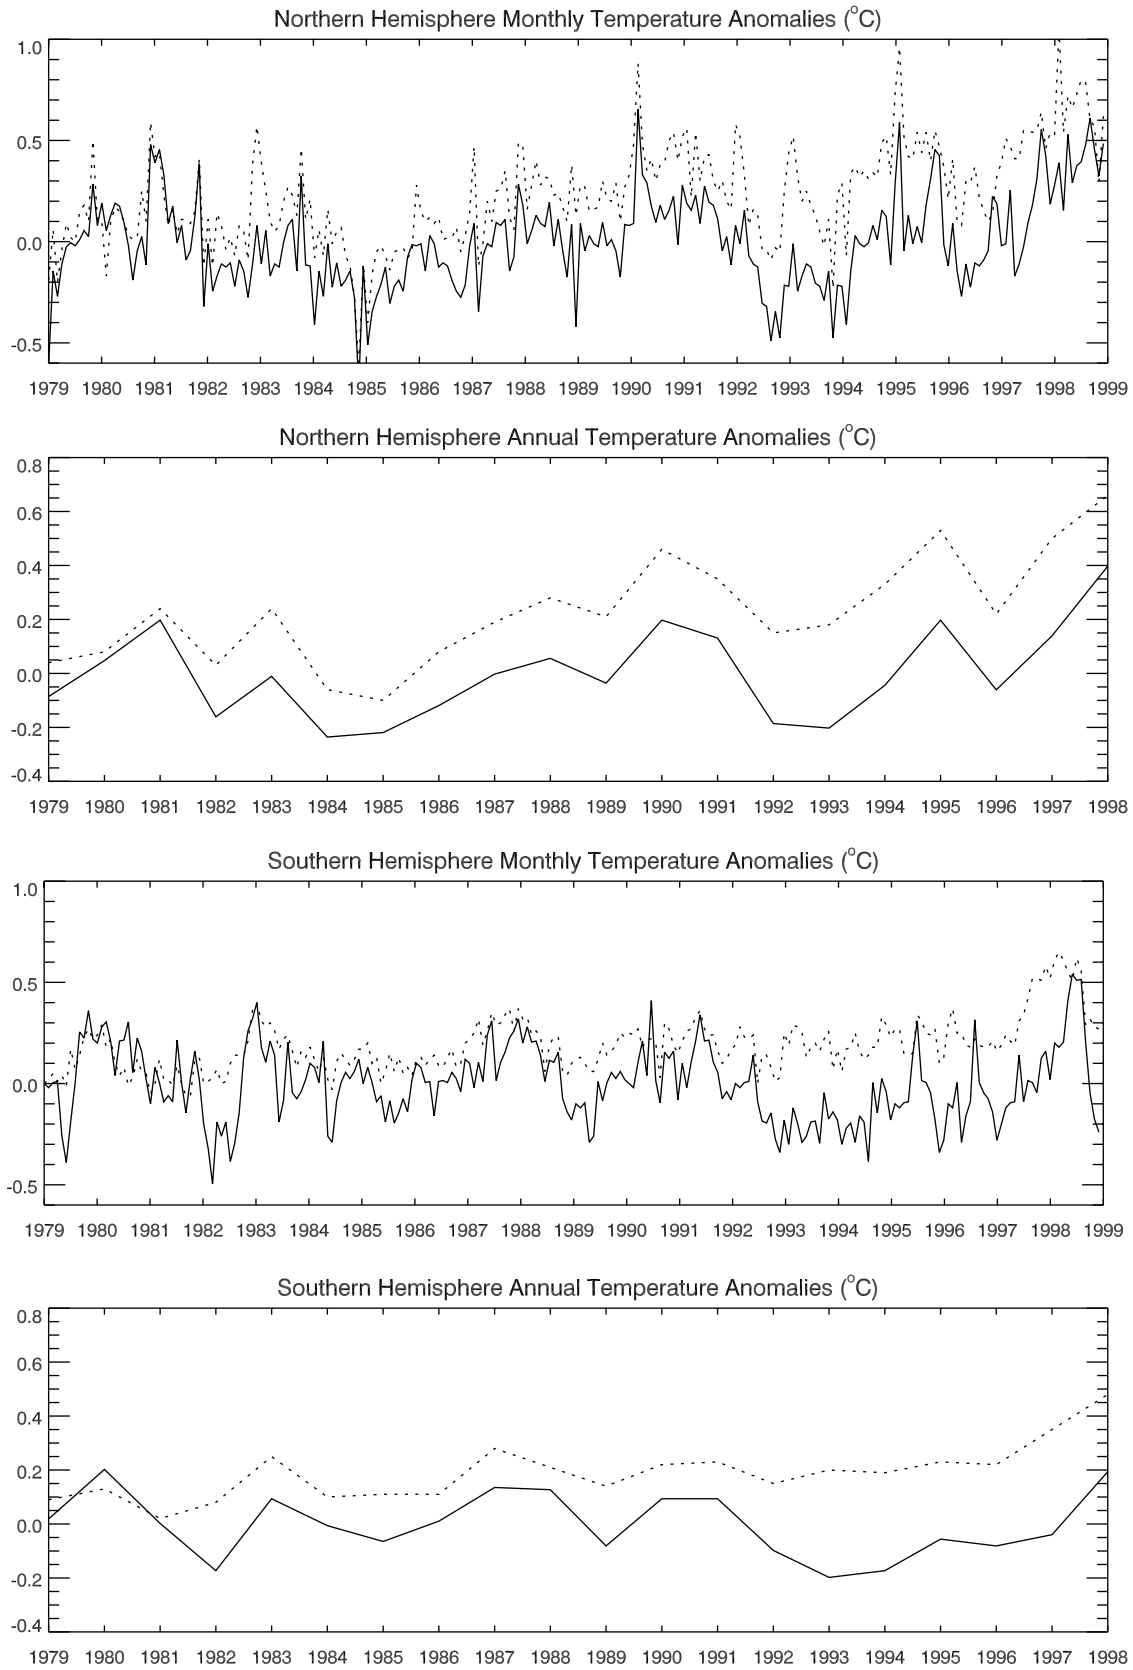 Northern Hemisphere Monthly Temperature Anomalies (°C)
1.0
0.5
0.0
-0.5
1979 1980 1981 1982 1983 1984 1985 1986 1987 1988 1989 1990 1991 1992 1993 1994 1995 1996 1997 1998 1999
Northern Hemisphere Annual Temperature Anomalies (°C)
0.8
0.6
0.4
0.2
0.0
-0.2
-0.4
1979 1980 1981 1982 1983 1984 1985 1986 1987 1988 1989 1990 1991 1992 1993 1994 1995 1996 1997 1998
Southern Hemisphere Monthly Temperature Anomalies (°C)
1.0
0.5
0.0
-0.5
1979 1980 1981 1982 1983 1984 1985 1986 1987 1988 1989 1990 1991 1992 1993 1994 1995 1996 1997 1998 1999
Southern Hemisphere Annual Temperature Anomalies (°C)
0.8
0.6
0.4
0.2
0.0
-0.2
-0.4
1979 1980 1981 1982 1983 1984 1985 1986 1987 1988 1989 1990 1991 1992 1993 1994 1995 1996 1997 1998